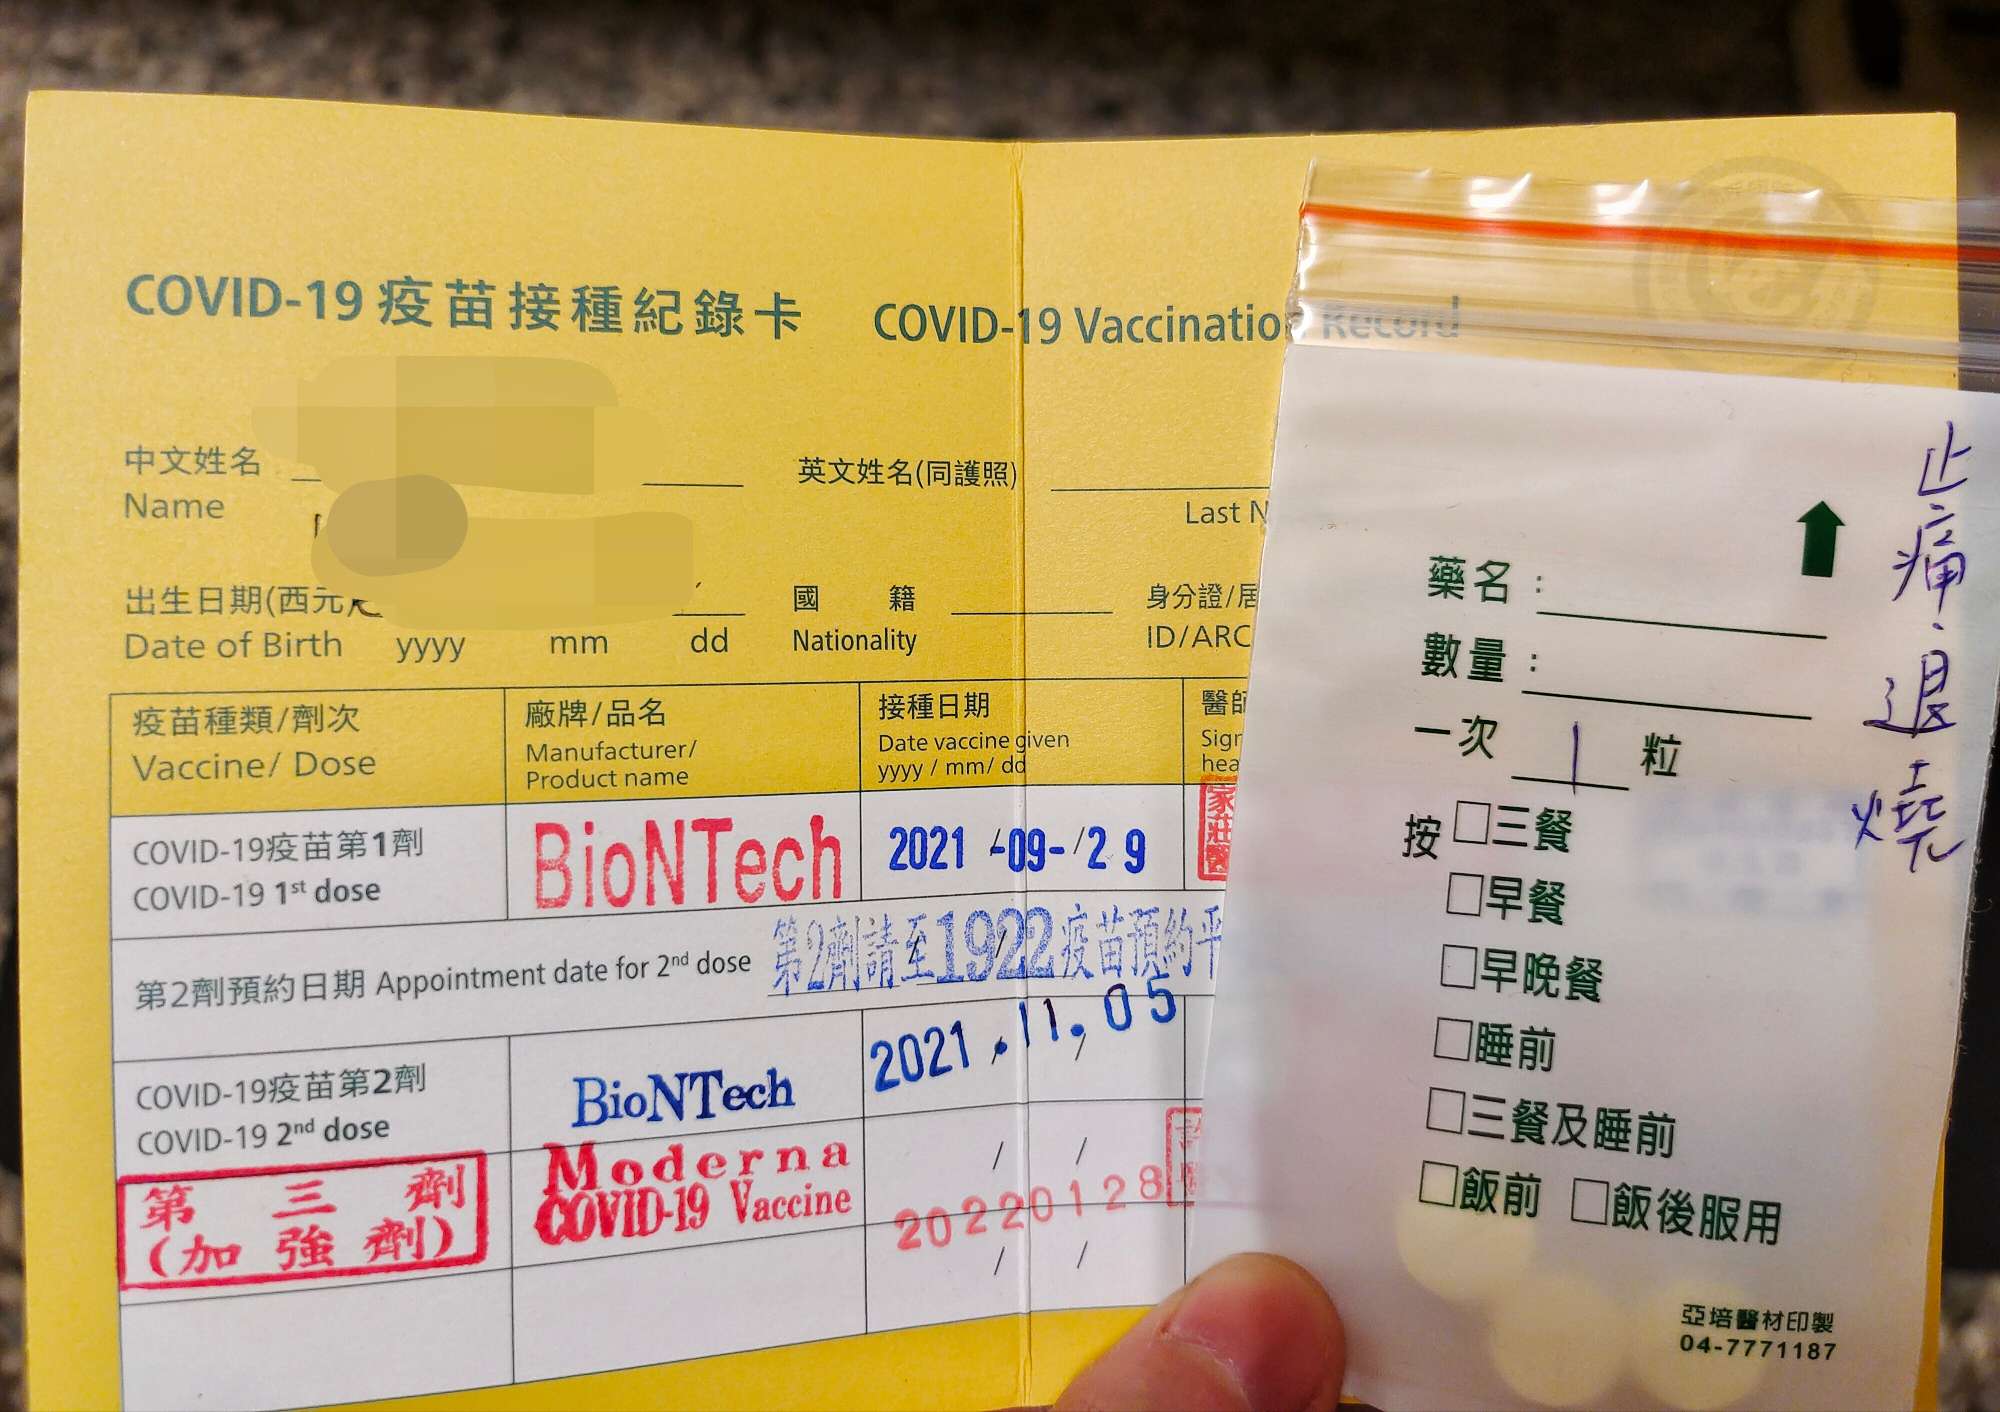 COVID-19疫苗接種紀錄卡 COVID-19 Vaccination Record
中文姓名
Name
英文姓名(同護照)
Last N
出生日期(西元
Date of Birth yyyy mm dd
國 籍
Nationality
身分證/居
ID/ARC
疫苗種類/劑次
Vaccine/ Dose
廠牌/品名
Manufacturer/
Product name
接種日期
Date vaccine given
yyyy / mm/ dd
醫師
Sign
hea
COVID-19疫苗第1劑
COVID-19 1st dose
BioNTech
2021 -09- 29
家莊醫
第2劑預約日期 Appointment date for 2nd dose
第2劑請至1922疫苗預約平
COVID-19疫苗第2劑
COVID-19 2nd dose
BioNTech
2021.11.05
第三劑
(加強劑)
Moderna
COVID-19 Vaccine
/ /
20220128
/ /
止痛.退燒
藥名：
數量：
一次 1 粒
按 □三餐
□早餐
□早晚餐
□睡前
□三餐及睡前
□飯前 □飯後服用
亞培醫材印製
04-7771187